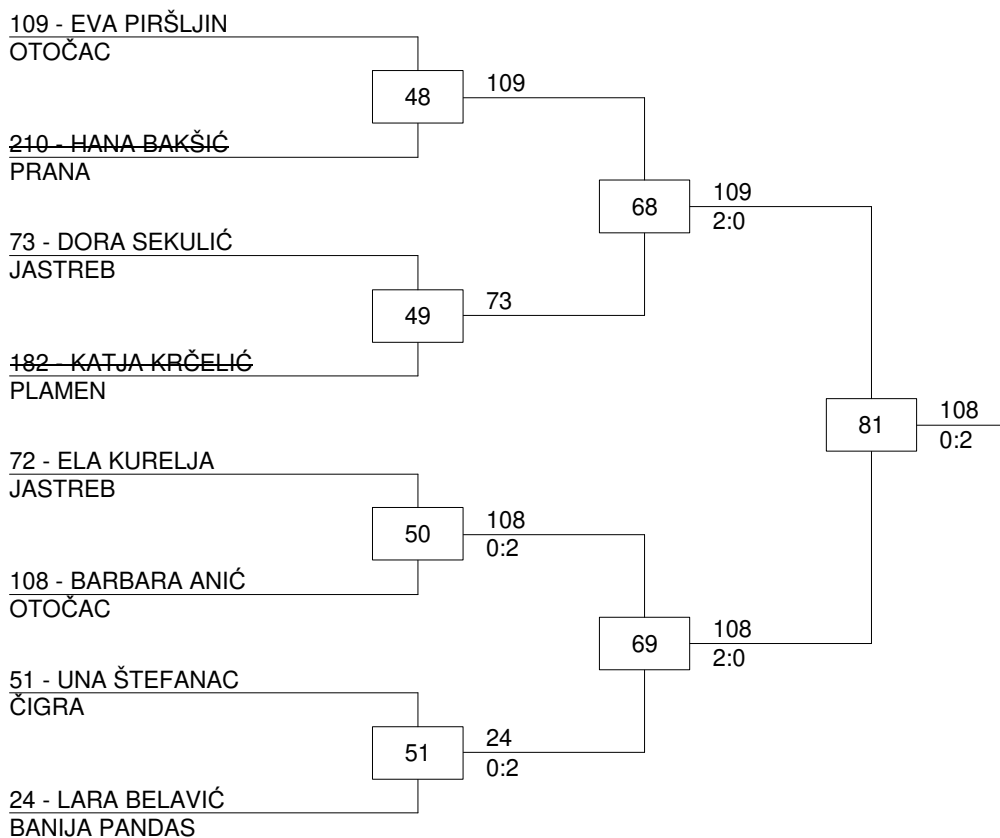 109 - EVA PIRŠLJIN
OTOČAC
48
109
210 - HANA BAKŠIĆ
PRANA
68
109
2:0
73 - DORA SEKULIĆ
JASTREB
49
73
182 - KATJA KRČELIĆ
PLAMEN
81
108
0:2
72 - ELA KURELJA
JASTREB
50
108
0:2
108 - BARBARA ANIĆ
OTOČAC
69
108
2:0
51 - UNA ŠTEFANAC
ČIGRA
51
24
0:2
24 - LARA BELAVIĆ
BANIJA PANDAS